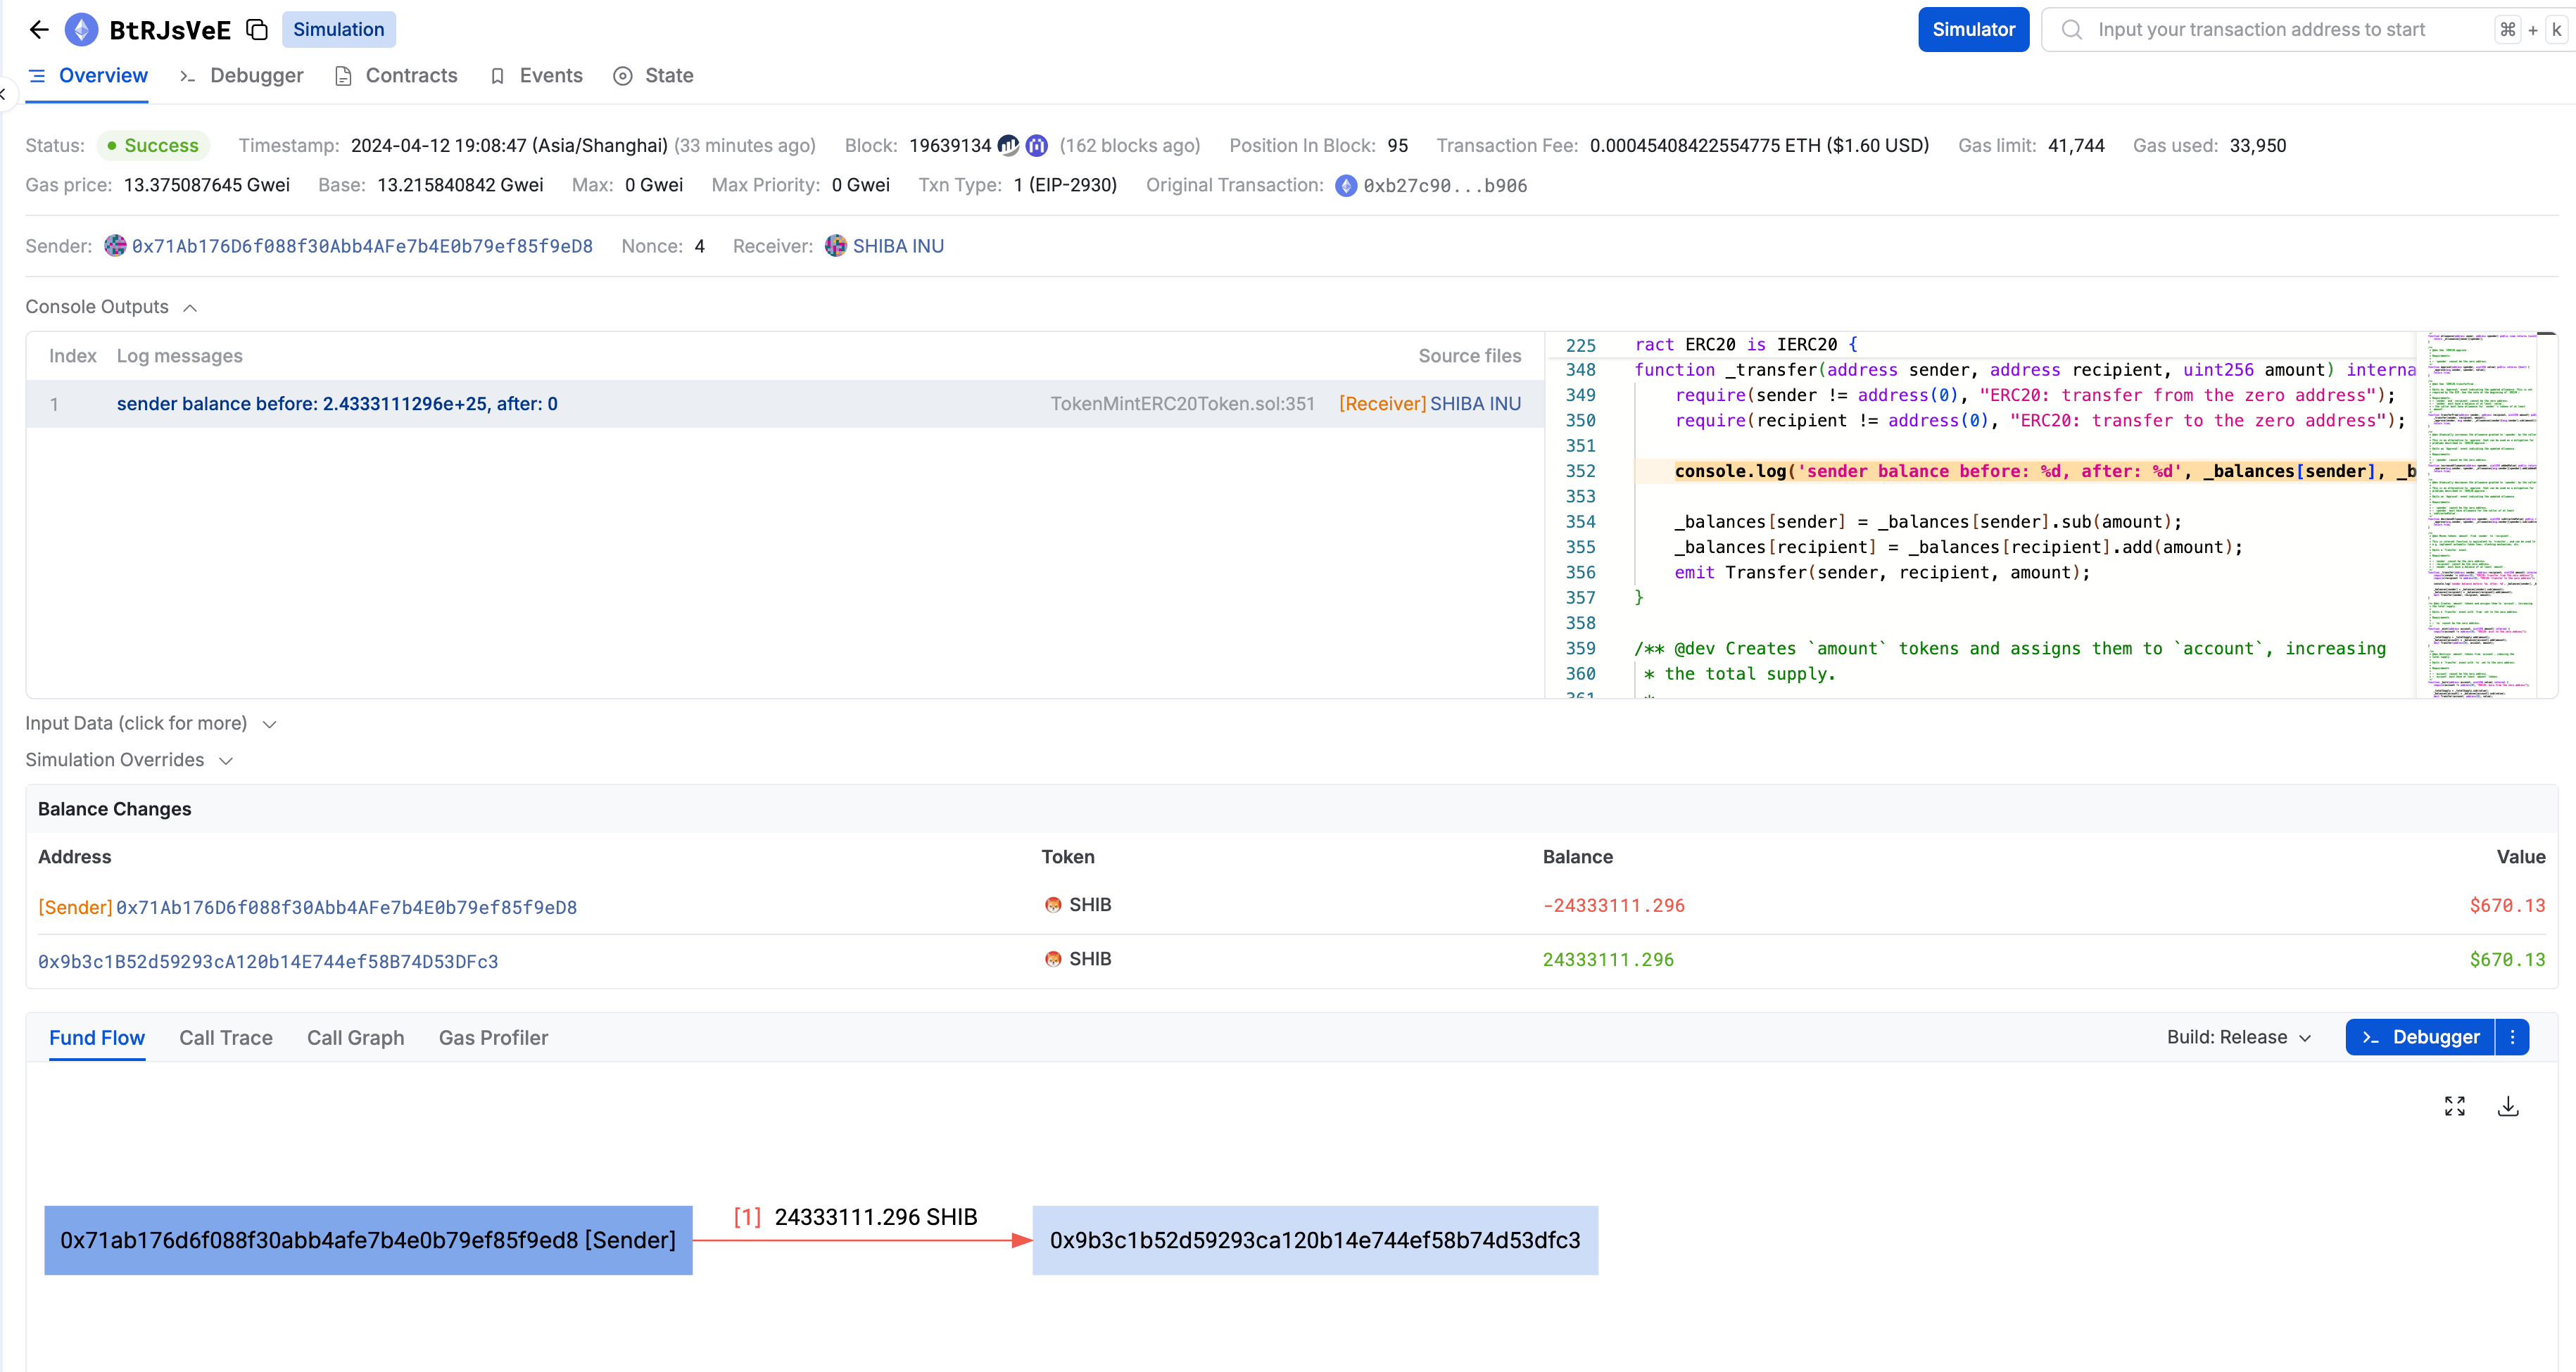 BtRJsVeE Simulation Simulator Input your transaction address to start ⌘ + k
Overview Debugger Contracts Events State
Status: Success Timestamp: 2024-04-12 19:08:47 (Asia/Shanghai) (33 minutes ago) Block: 19639134 (162 blocks ago) Position In Block: 95 Transaction Fee: 0.00045408422554775 ETH ($1.60 USD) Gas limit: 41,744 Gas used: 33,950
Gas price: 13.375087645 Gwei Base: 13.215840842 Gwei Max: 0 Gwei Max Priority: 0 Gwei Txn Type: 1 (EIP-2930) Original Transaction: 0xb27c90...b906
Sender: 0x71Ab176D6f088f30Abb4AFe7b4E0b79ef85f9eD8 Nonce: 4 Receiver: SHIBA INU
Console Outputs
Index Log messages Source files
1 sender balance before: 2.4333111296e+25, after: 0 TokenMintERC20Token.sol:351 [Receiver] SHIBA INU
225 ract ERC20 is IERC20 {
348 function _transfer(address sender, address recipient, uint256 amount) interna
349 require(sender != address(0), "ERC20: transfer from the zero address");
350 require(recipient != address(0), "ERC20: transfer to the zero address");
351
352 console.log('sender balance before: %d, after: %d', _balances[sender], _b
353
354 _balances[sender] = _balances[sender].sub(amount);
355 _balances[recipient] = _balances[recipient].add(amount);
356 emit Transfer(sender, recipient, amount);
357 }
358
359 /** @dev Creates `amount` tokens and assigns them to `account`, increasing
360 * the total supply.
361 *
Input Data (click for more)
Simulation Overrides
Balance Changes
Address Token Balance Value
[Sender] 0x71Ab176D6f088f30Abb4AFe7b4E0b79ef85f9eD8 SHIB -24333111.296 $670.13
0x9b3c1B52d59293cA120b14E744ef58B74D53DFc3 SHIB 24333111.296 $670.13
Fund Flow Call Trace Call Graph Gas Profiler Build: Release Debugger
[1] 24333111.296 SHIB
0x71ab176d6f088f30abb4afe7b4e0b79ef85f9ed8 [Sender] 0x9b3c1b52d59293ca120b14e744ef58b74d53dfc3